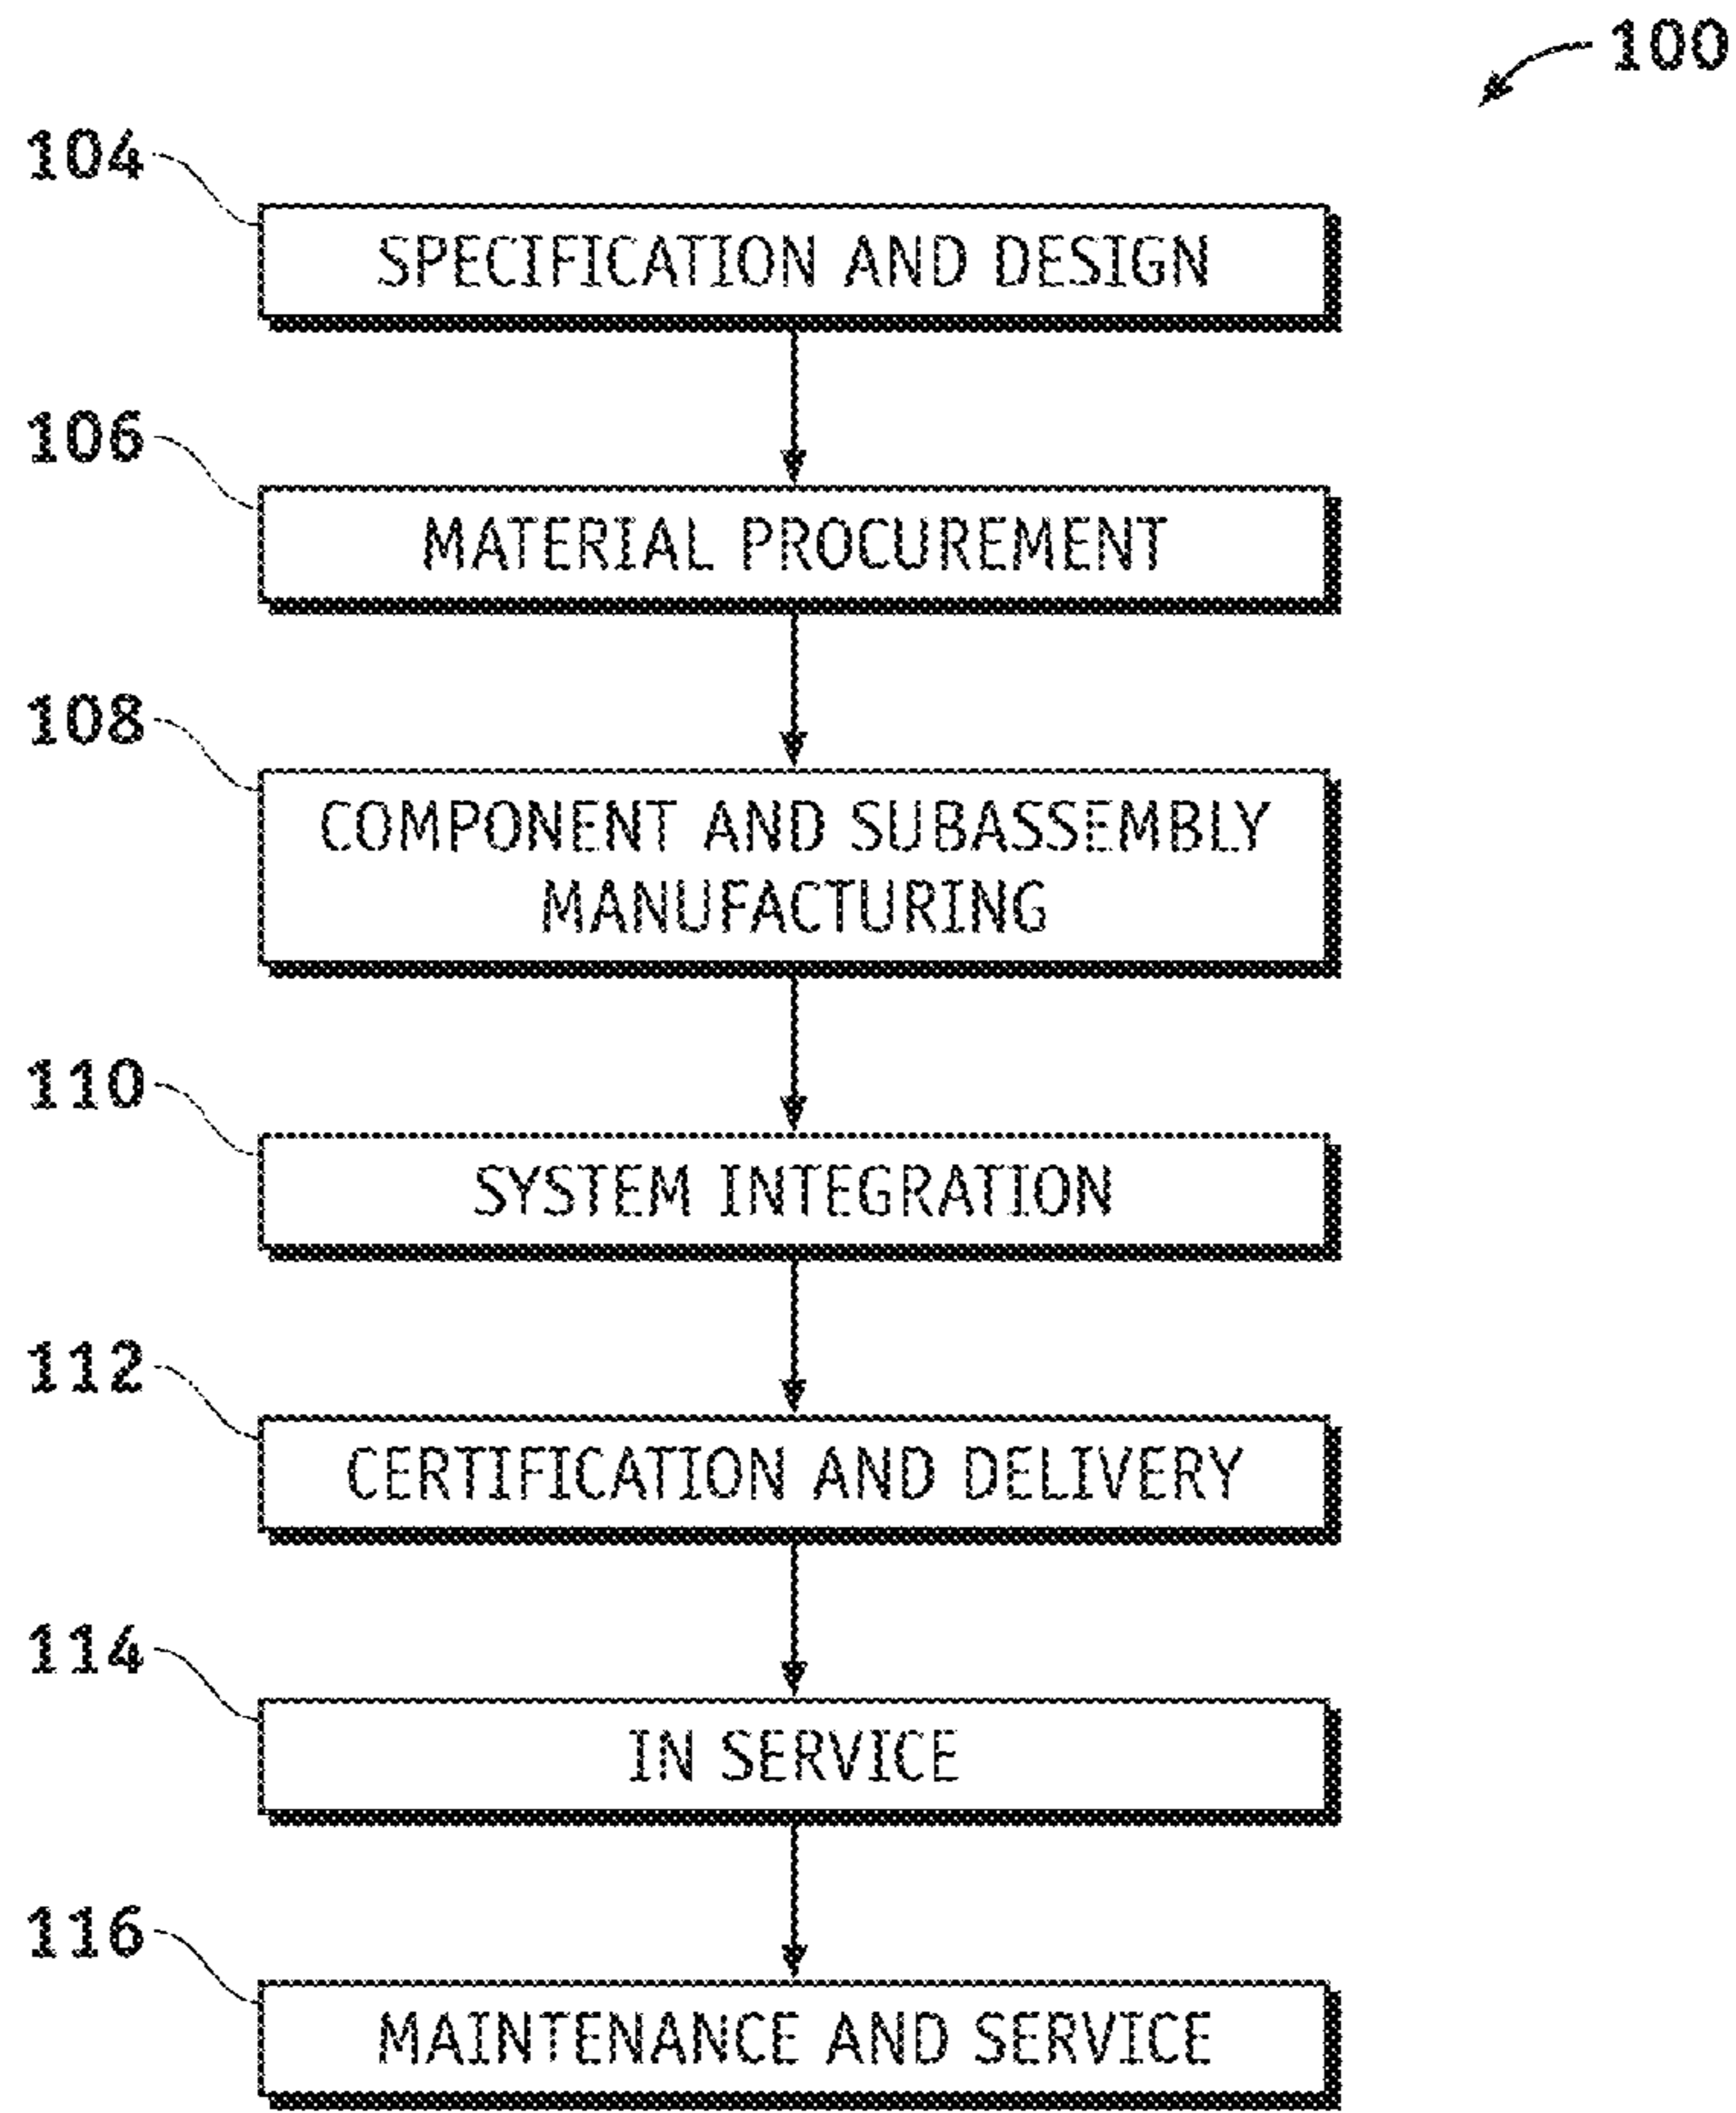 100
104
SPECIFICATION AND DESIGN
106
MATERIAL PROCUREMENT
108
COMPONENT AND SUBASSEMBLY
MANUFACTURING
110
SYSTEM INTEGRATION
112
CERTIFICATION AND DELIVERY
114
IN SERVICE
116
MAINTENANCE AND SERVICE